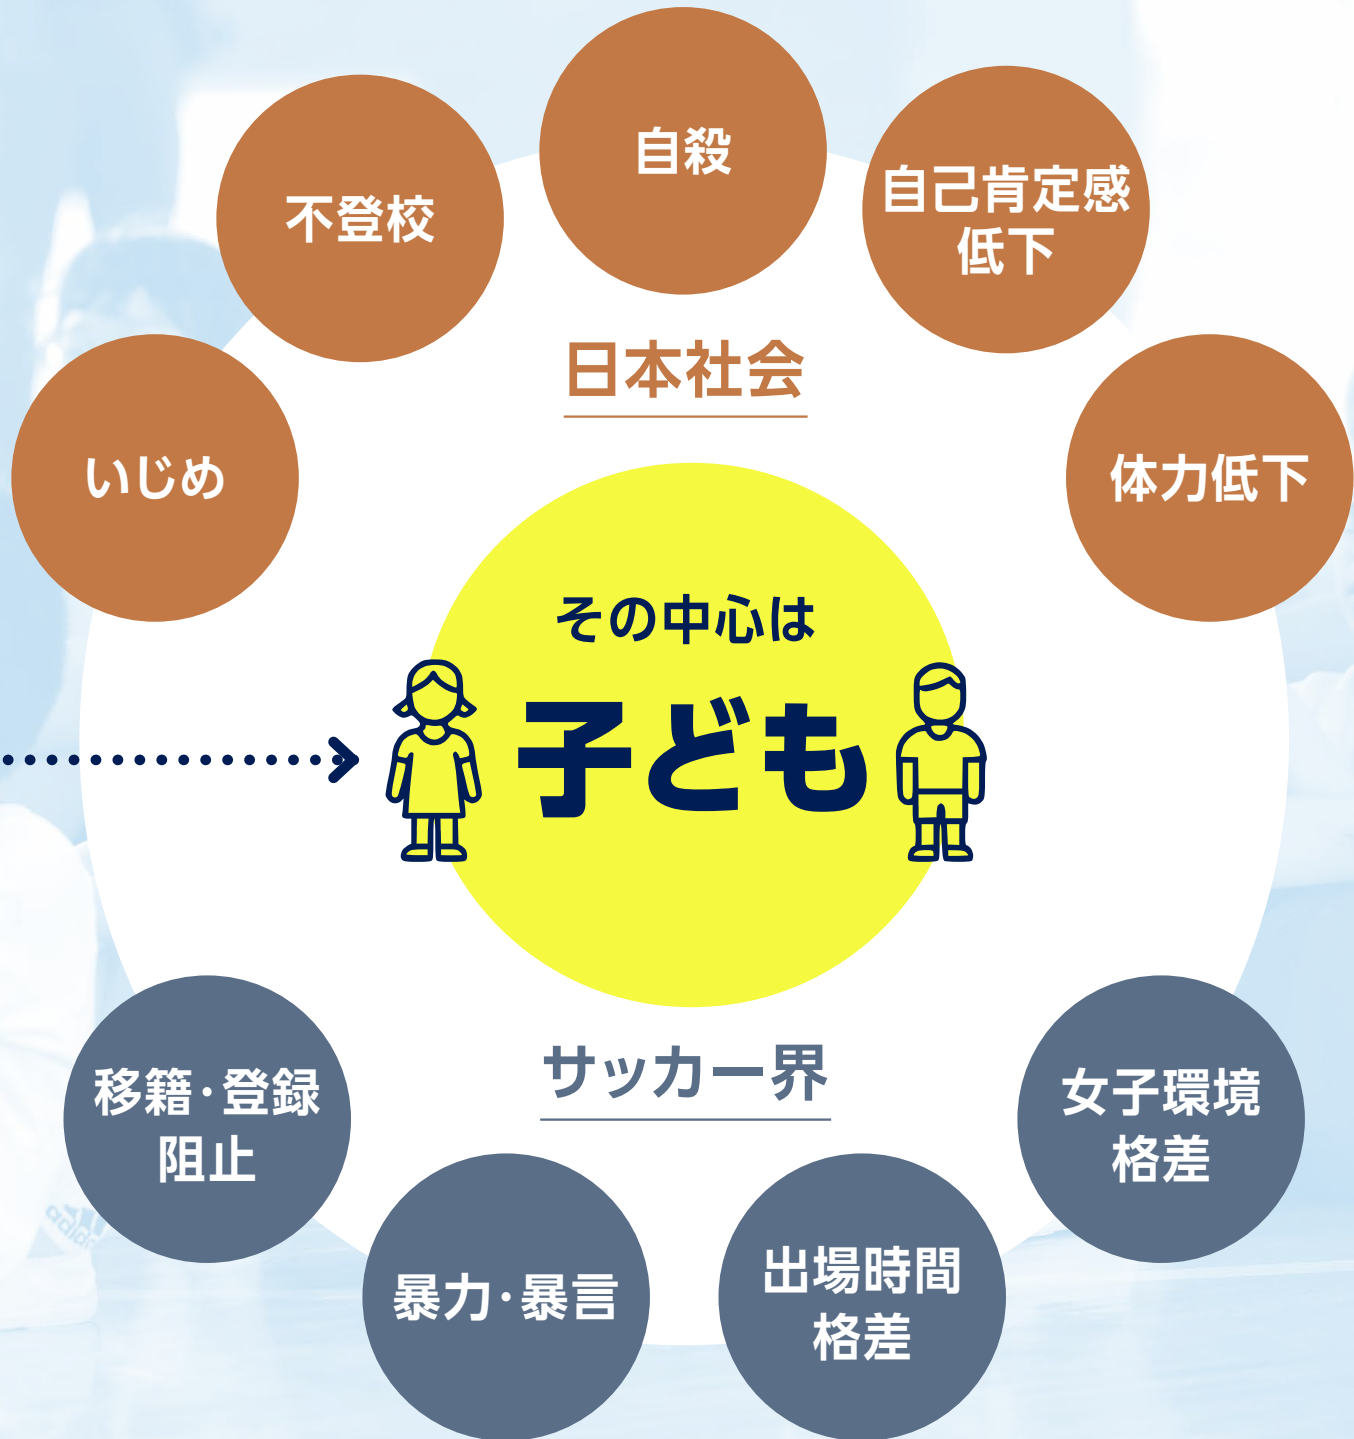 自殺
不登校
自己肯定感
低下
いじめ
体力低下
日本社会
その中心は
子ども
サッカー界
移籍・登録
阻止
女子環境
格差
暴力・暴言
出場時間
格差